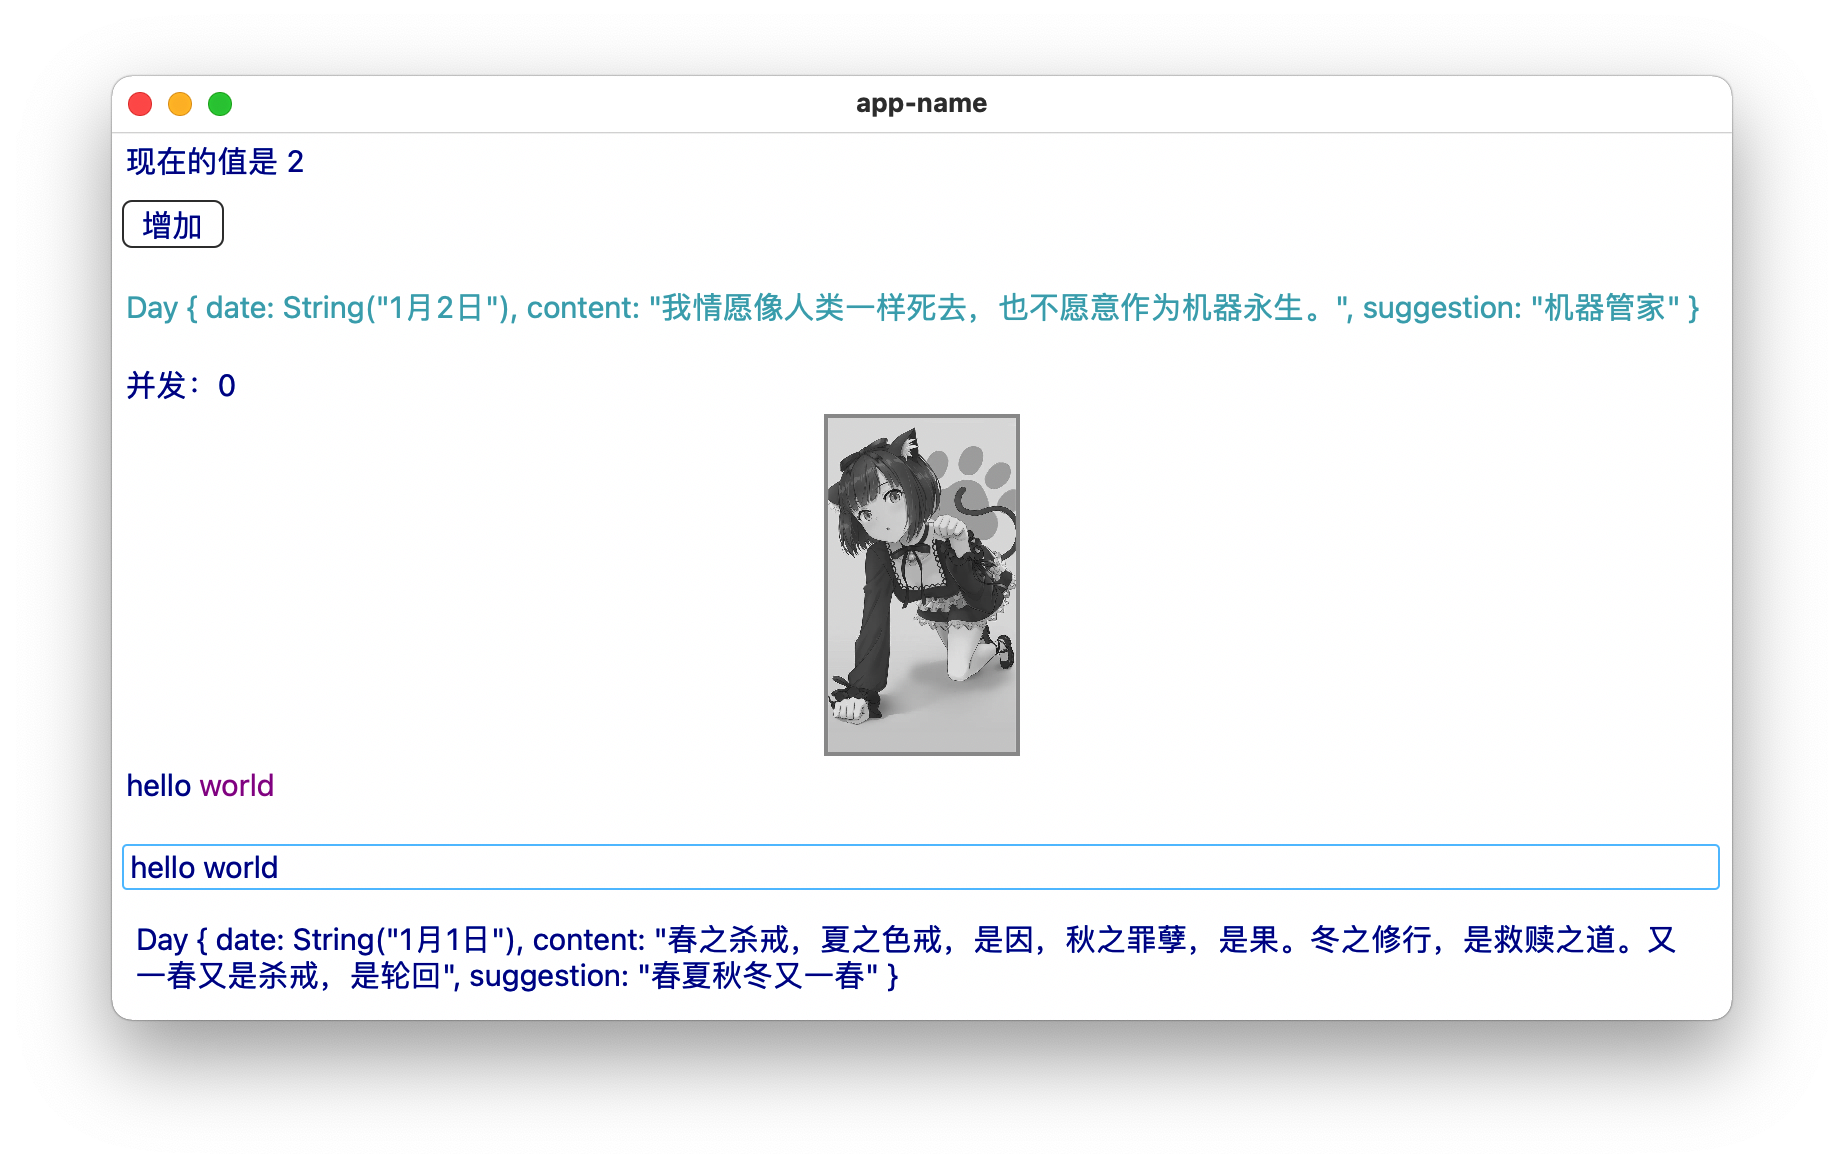 app-name
现在的值是 2
增加
Day { date: String("1月2日"), content: "我情愿像人类一样死去，也不愿意作为机器永生。", suggestion: "机器管家" }
并发：0
hello world
hello world
Day { date: String("1月1日"), content: "春之杀戒，夏之色戒，是因，秋之罪孽，是果。冬之修行，是救赎之道。又
一春又是杀戒，是轮回", suggestion: "春夏秋冬又一春" }